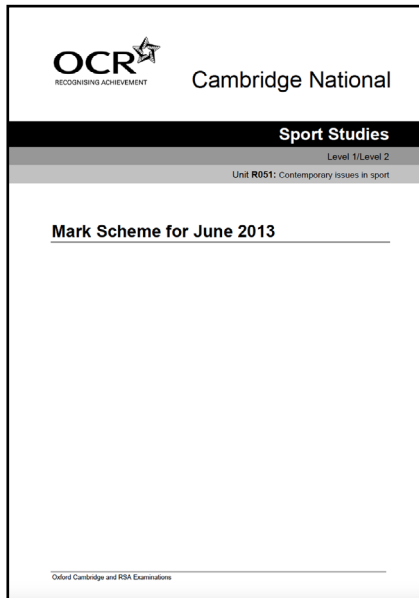 OCR
RECOGNISING ACHIEVEMENT
Cambridge National
Sport Studies
Level 1/Level 2
Unit R051: Contemporary issues in sport
Mark Scheme for June 2013
Oxford Cambridge and RSA Examinations